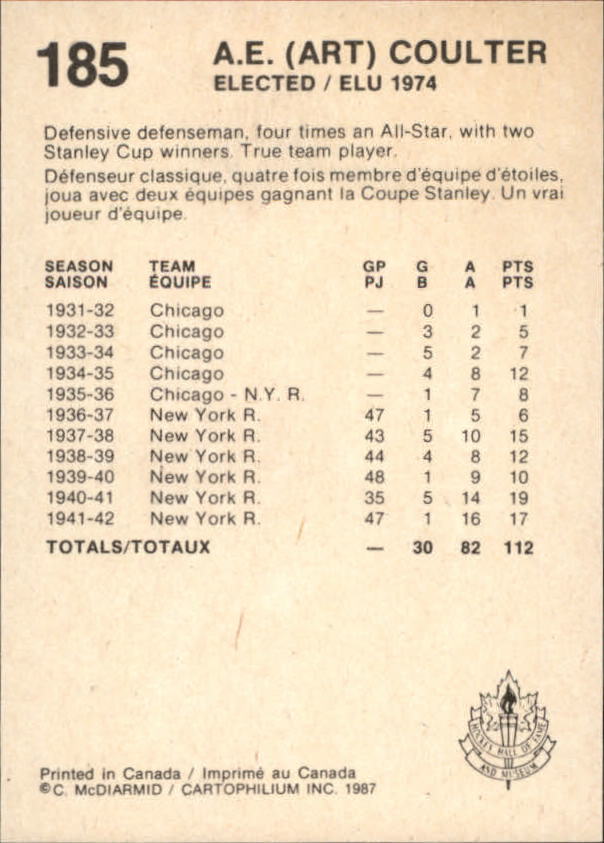 185
A.E. (ART) COULTER
ELECTED / ELU 1974
Defensive defenseman, four times an All-Star, with two
Stanley Cup winners. True team player.
Défenseur classique, quatre fois membre d'équipe d'étoiles,
joua avec deux équipes gagnant la Coupe Stanley. Un vrai
joueur d'équipe.
SEASON TEAM GP G A PTS
SAISON ÉQUIPE PJ B A PTS
1931-32 Chicago — 0 1 1
1932-33 Chicago — 3 2 5
1933-34 Chicago — 5 2 7
1934-35 Chicago — 4 8 12
1935-36 Chicago - N.Y. R. — 1 7 8
1936-37 New York R. 47 1 5 6
1937-38 New York R. 43 5 10 15
1938-39 New York R. 44 4 8 12
1939-40 New York R. 48 1 9 10
1940-41 New York R. 35 5 14 19
1941-42 New York R. 47 1 16 17
TOTALS/TOTAUX — 30 82 112
HOCKEY HALL OF FAME
AND MUSEUM
Printed in Canada / Imprimé au Canada
©C. McDIARMID / CARTOPHILIUM INC. 1987